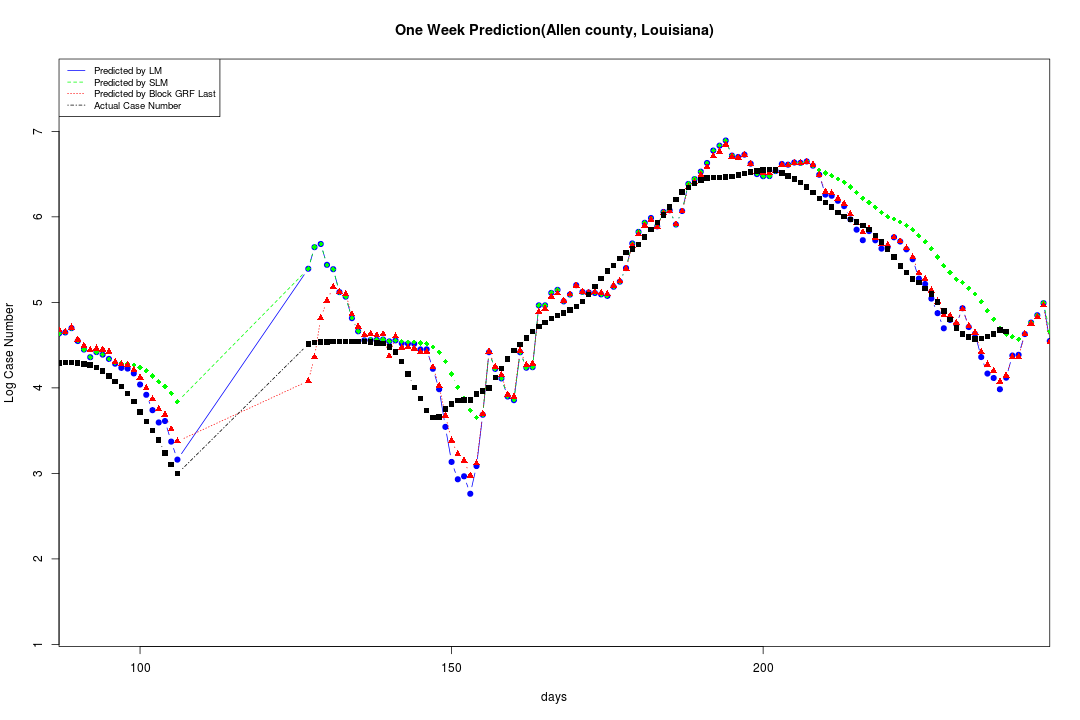 One Week Prediction(Allen county, Louisiana)
Predicted by LM
Predicted by SLM
Predicted by Block GRF Last
Actual Case Number
Log Case Number
7
6
5
4
3
2
1
100 150 200
days